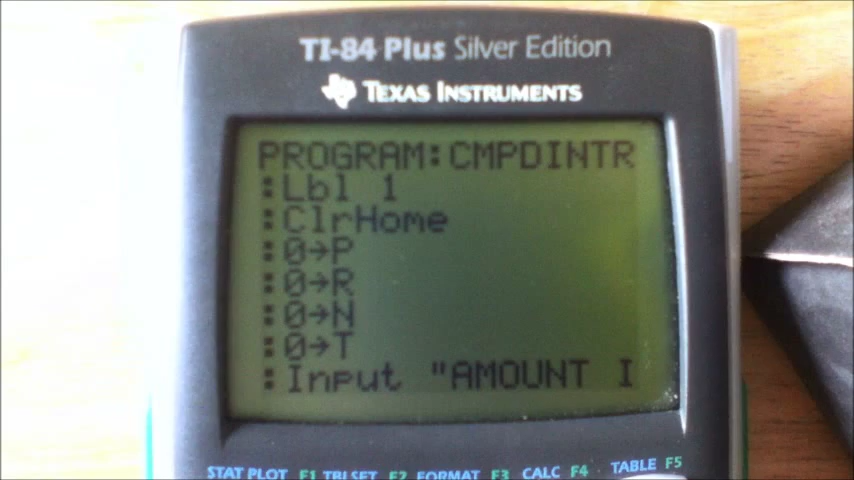 TI-84 Plus Silver Edition
TEXAS INSTRUMENTS
PROGRAM:CMPDINTR
:Lbl 1
:ClrHome
:0→P
:0→R
:0→N
:0→T
:Input "AMOUNT I
STAT PLOT F1 TBLSET F2 FORMAT F3 CALC F4 TABLE F5